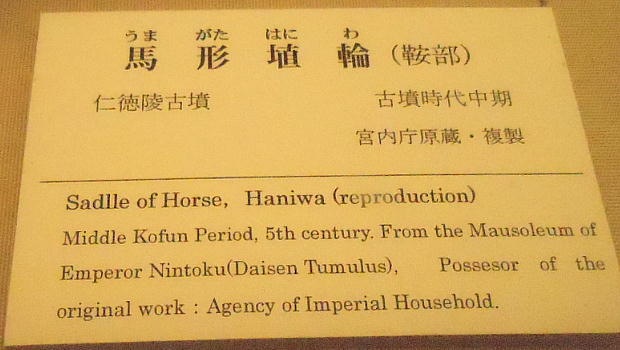 うま がた はに わ
馬形埴輪（鞍部）
仁徳陵古墳 古墳時代中期
宮内庁原蔵・複製
Sadlle of Horse, Haniwa (reproduction)
Middle Kofun Period, 5th century. From the Mausoleum of
Emperor Nintoku(Daisen Tumulus), Possesor of the
original work : Agency of Imperial Household.